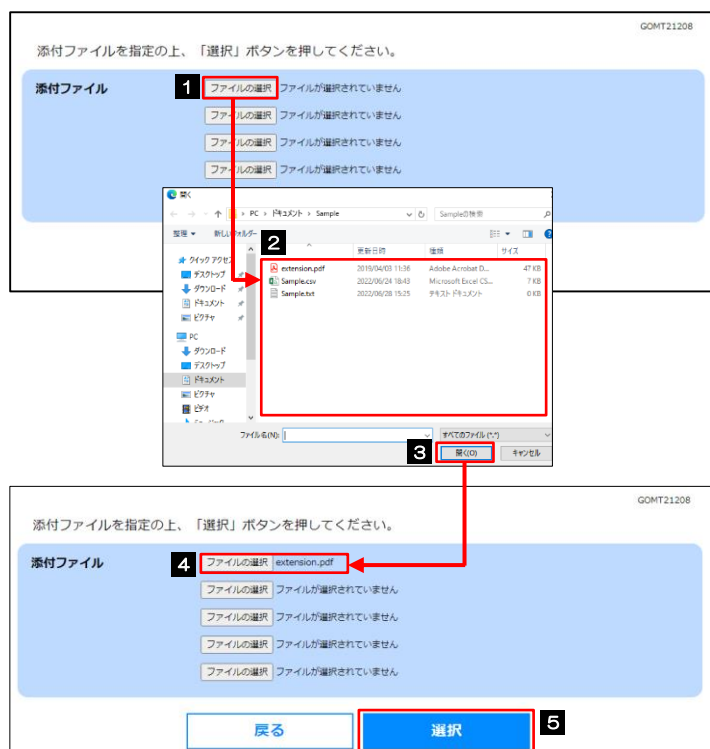 GOMT21208
添付ファイルを指定の上、「選択」ボタンを押してください。
添付ファイル
1
ファイルの選択 ファイルが選択されていません
ファイルの選択 ファイルが選択されていません
ファイルの選択 ファイルが選択されていません
ファイルの選択 ファイルが選択されていません
開く
> PC > ドキュメント > Sample
Sampleの検索
整理 新しいフォルダー
2
更新日時 種類 サイズ
クイック アクセス
extension.pdf 2019/04/03 11:36 Adobe Acrobat D... 47 KB
デスクトップ
Sample.csv 2022/06/24 18:43 Microsoft Excel CS... 7 KB
ダウンロード
Sample.txt 2022/06/28 15:25 テキスト ドキュメント 0 KB
ドキュメント
ピクチャ
PC
ダウンロード
デスクトップ
ドキュメント
ピクチャ
ビデオ
ファイル名(N):
すべてのファイル (*.*)
3
開く(O) キャンセル
GOMT21208
添付ファイルを指定の上、「選択」ボタンを押してください。
添付ファイル
4
ファイルの選択 extension.pdf
ファイルの選択 ファイルが選択されていません
ファイルの選択 ファイルが選択されていません
ファイルの選択 ファイルが選択されていません
戻る
選択
5